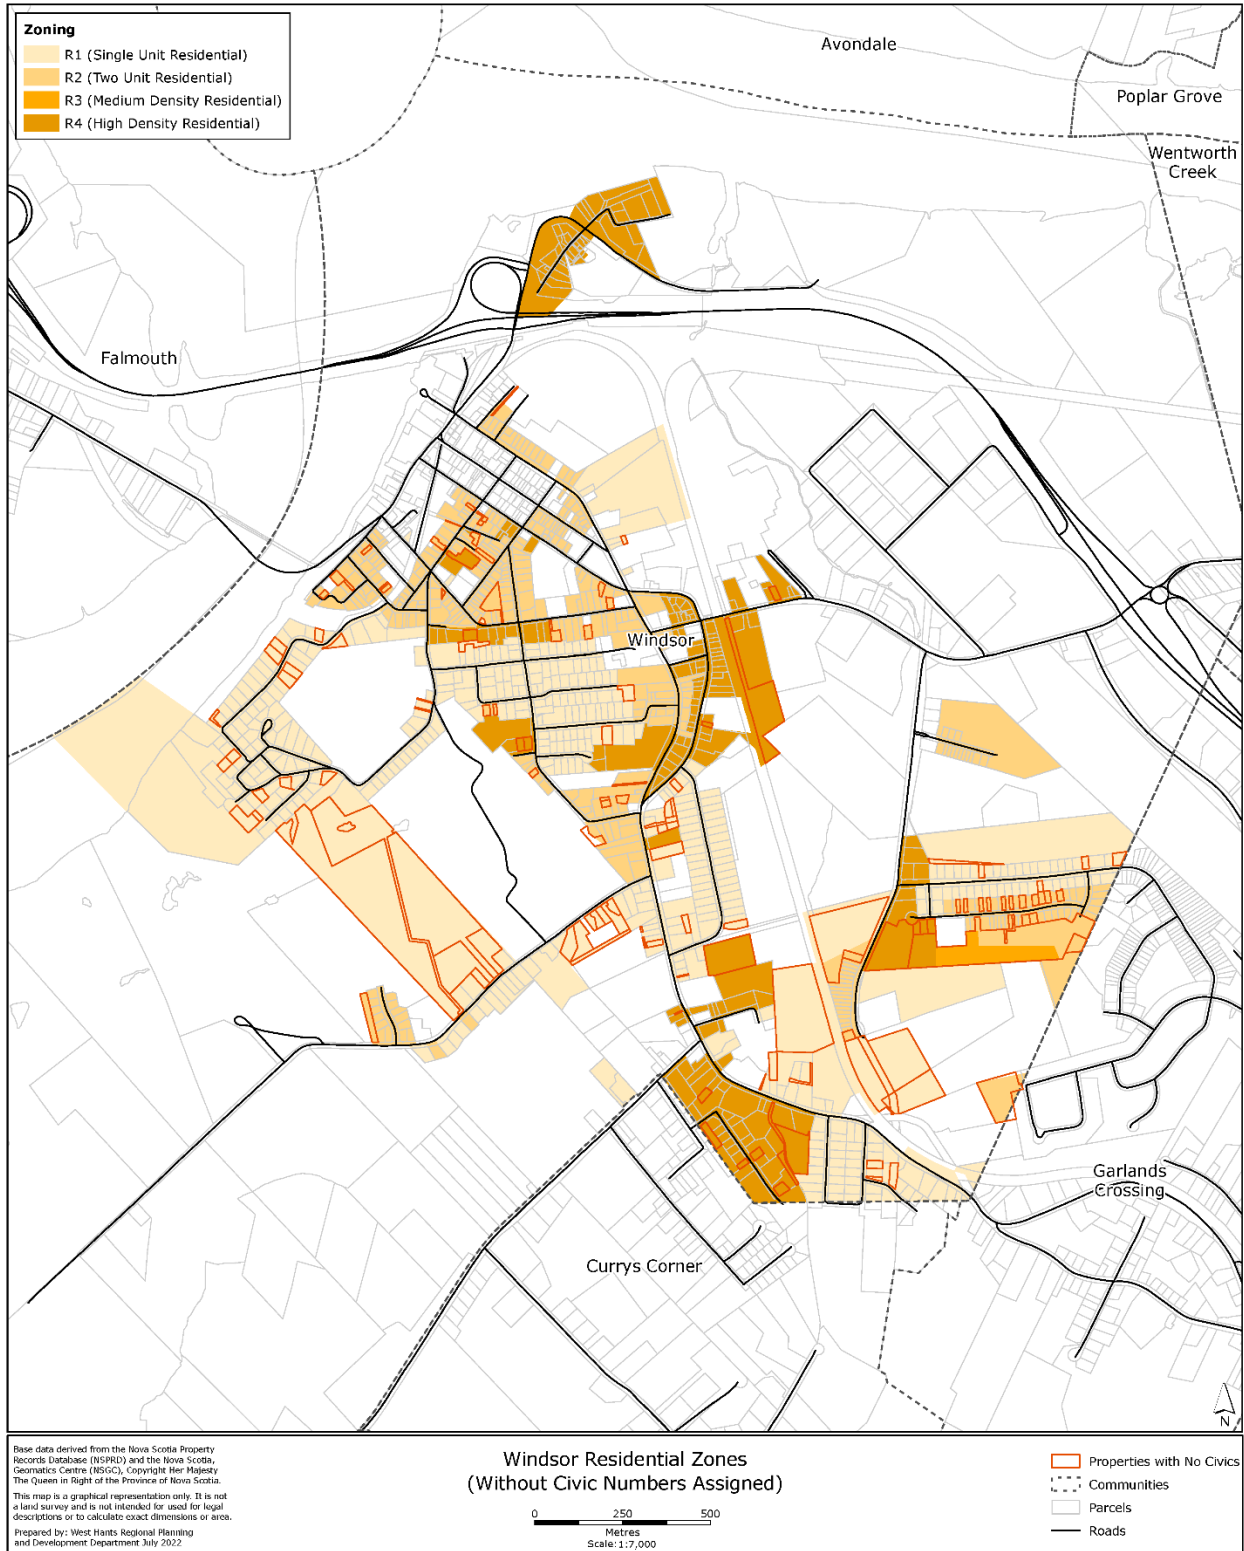 Zoning
R1 (Single Unit Residential)
R2 (Two Unit Residential)
R3 (Medium Density Residential)
R4 (High Density Residential)
Avondale
Poplar Grove
Wentworth
Creek
Falmouth
Windsor
Garlands
Crossing
Currys Corner
N
Base data derived from the Nova Scotia Property
Records Database (NSPRD) and the Nova Scotia,
Geomatics Centre (NSGC), Copyright Her Majesty
The Queen in Right of the Province of Nova Scotia.
This map is a graphical representation only. It is not
a land survey and is not intended for used for legal
descriptions or to calculate exact dimensions or area.
Prepared by: West Hants Regional Planning
and Development Department July 2022
Windsor Residential Zones
(Without Civic Numbers Assigned)
0 250 500
Metres
Scale:1:7,000
Properties with No Civics
Communities
Parcels
Roads